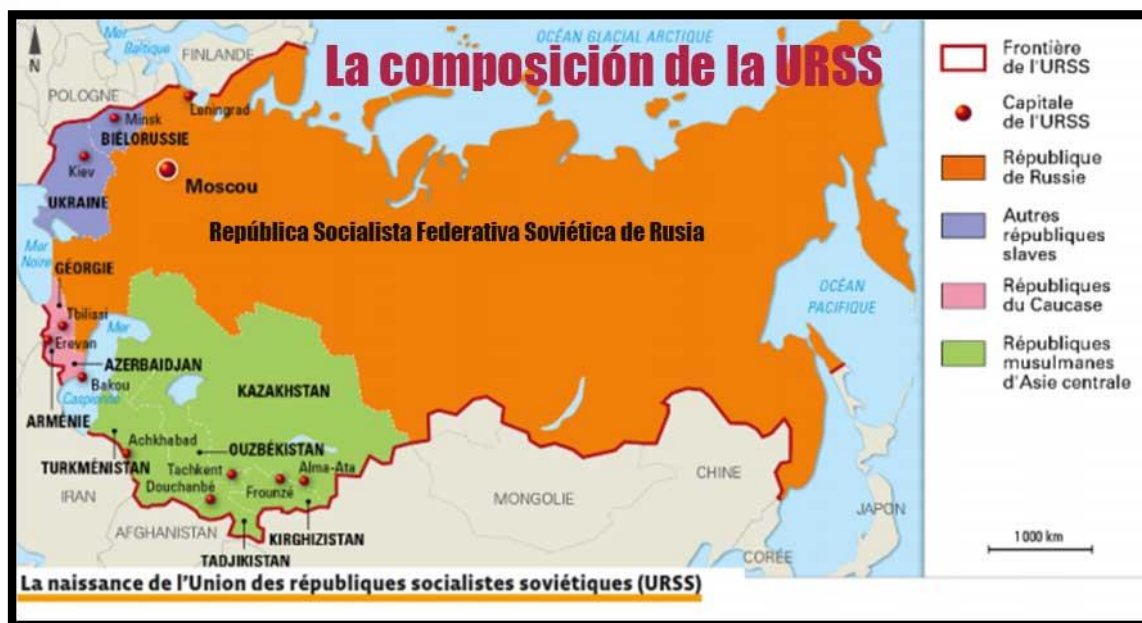 La composición de la URSS
OCÉAN GLACIAL ARCTIQUE
Mer
Baltique
FINLANDE
N
POLOGNE
Leningrad
Minsk
BIÉLORUSSIE
Kiev
Moscou
UKRAINE
República Socialista Federativa Soviética de Rusia
Mer
Noire
GÉORGIE
Tbilissi
Mer
Erevan
AZERBAIDJAN
Bakou
Caspienne
ARMÉNIE
KAZAKHSTAN
OCÉAN
PACIFIQUE
Achkhabad
OUZBÉKISTAN
TURKMÉNISTAN
Tachkent
Alma-Ata
Douchanbé
Frounzé
IRAN
AFGHANISTAN
KIRGHIZISTAN
TADJIKISTAN
MONGOLIE
CHINE
JAPON
CORÉE
Frontière
de l'URSS
Capitale
de l'URSS
République
de Russie
Autres
républiques
slaves
Républiques
du Caucase
Républiques
musulmanes
d'Asie centrale
1 000 km
La naissance de l'Union des républiques socialistes soviétiques (URSS)